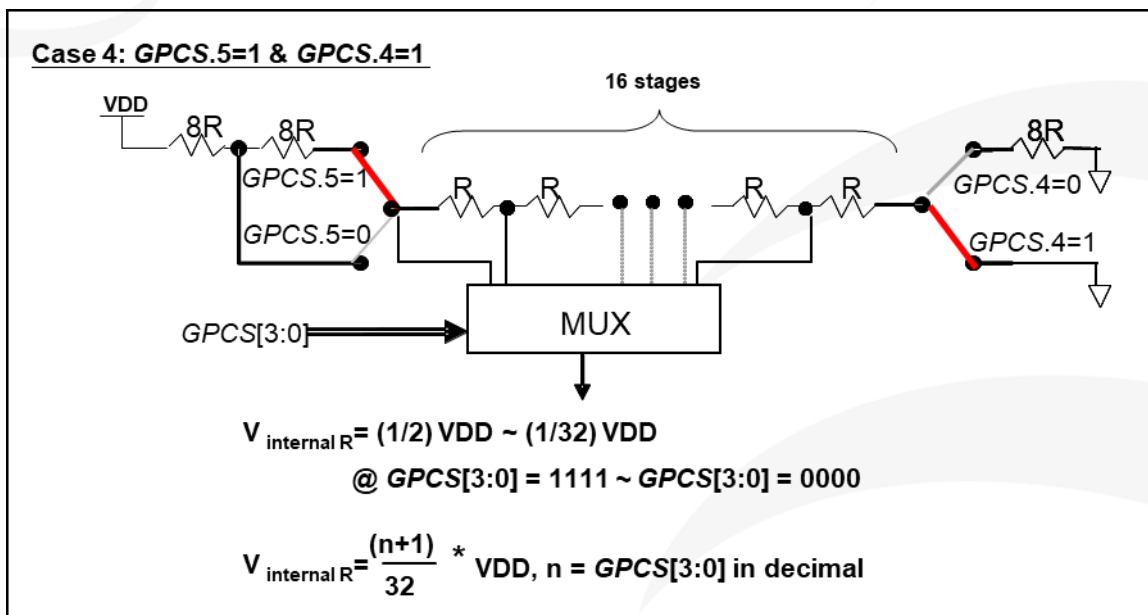 Case 4: GPCS.5=1 & GPCS.4=1
16 stages
VDD
8R
8R
8R
GPCS.5=1
R
R
R
R
GPCS.4=0
GPCS.5=0
GPCS.4=1
MUX
GPCS[3:0]
V internal R = (1/2) VDD ~ (1/32) VDD
@ GPCS[3:0] = 1111 ~ GPCS[3:0] = 0000
V internal R = (n+1)/32 * VDD, n = GPCS[3:0] in decimal